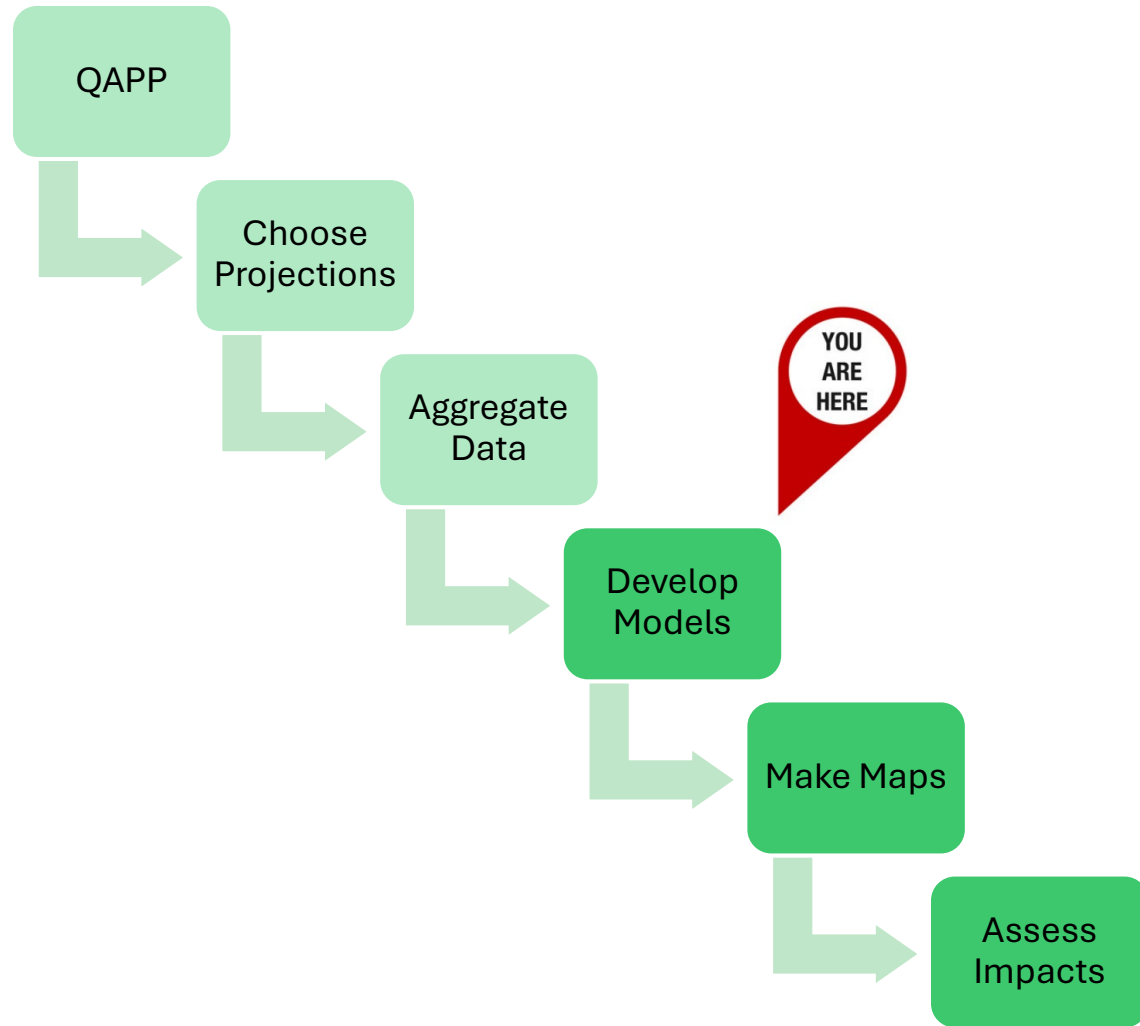 QAPP
Choose
Projections
Aggregate
Data
YOU
ARE
HERE
Develop
Models
Make Maps
Assess
Impacts